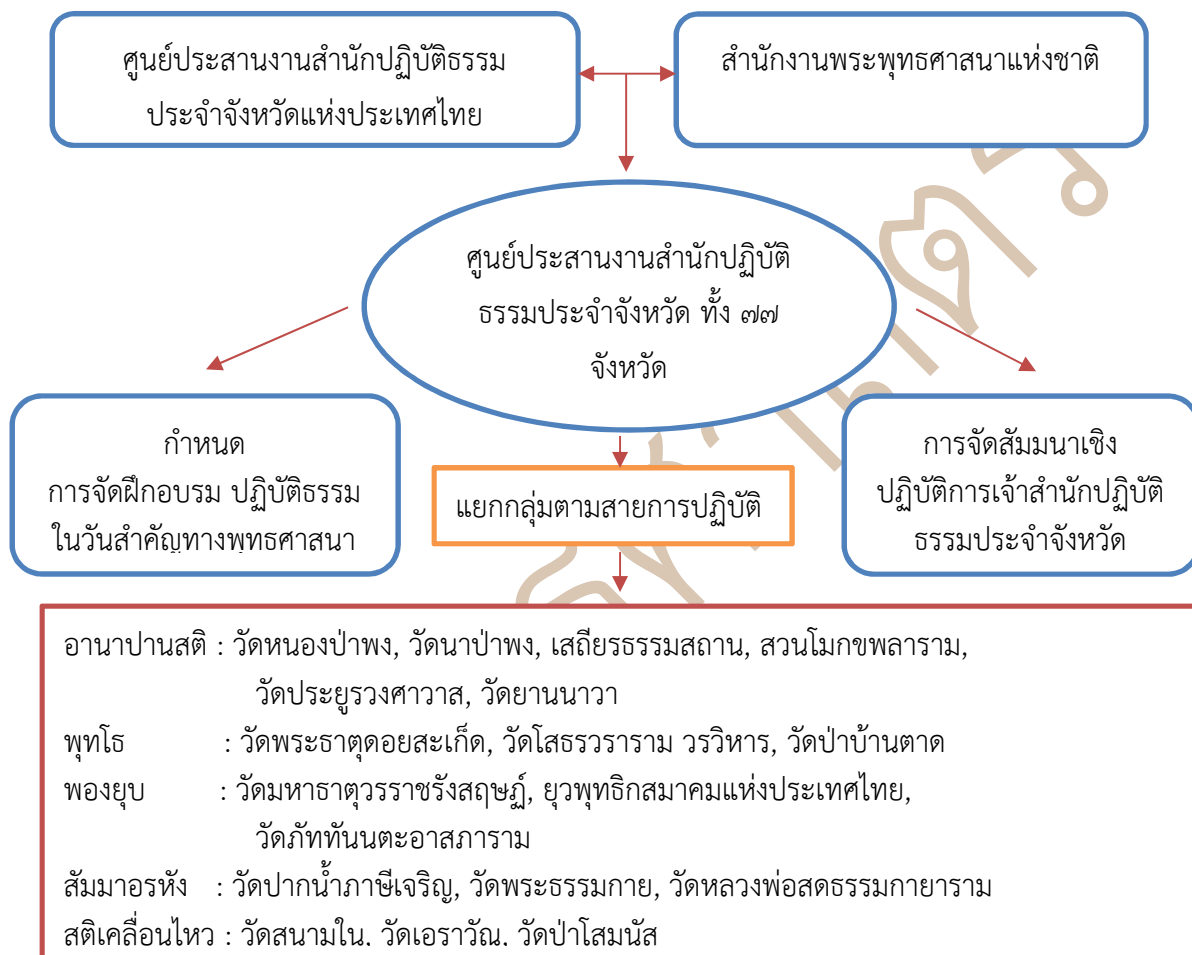 ศูนย์ประสานงานสำนักปฏิบัติธรรม
ประจำจังหวัดแห่งประเทศไทย
สำนักงานพระพุทธศาสนาแห่งชาติ
ศูนย์ประสานงานสำนักปฏิบัติ
ธรรมประจำจังหวัด ทั้ง ๗๗
จังหวัด
กำหนด
การจัดฝึกอบรม ปฏิบัติธรรม
ในวันสำคัญทางพุทธศาสนา
แยกกลุ่มตามสายการปฏิบัติ
การจัดสัมมนาเชิง
ปฏิบัติการเจ้าสำนักปฏิบัติ
ธรรมประจำจังหวัด
อานาปานสติ : วัดหนองป่าพง, วัดนาป่าพง, เสถียรธรรมสถาน, สวนโมกขพลาราม,
วัดประยูรวงศาวาส, วัดยานนาวา
พุทโธ : วัดพระธาตุดอยสะเก็ด, วัดโสธรวราราม วรวิหาร, วัดป่าบ้านตาด
พองยุบ : วัดมหาธาตุวรราชรังสฤษฎ์, ยุวพุทธิกสมาคมแห่งประเทศไทย,
วัดภัททันนตะอาสภาราม
สัมมาอรหัง : วัดปากน้ำภาษีเจริญ, วัดพระธรรมกาย, วัดหลวงพ่อสดธรรมกายาราม
สติเคลื่อนไหว : วัดสนามใน, วัดเอราวัณ, วัดป่าโสมนัส